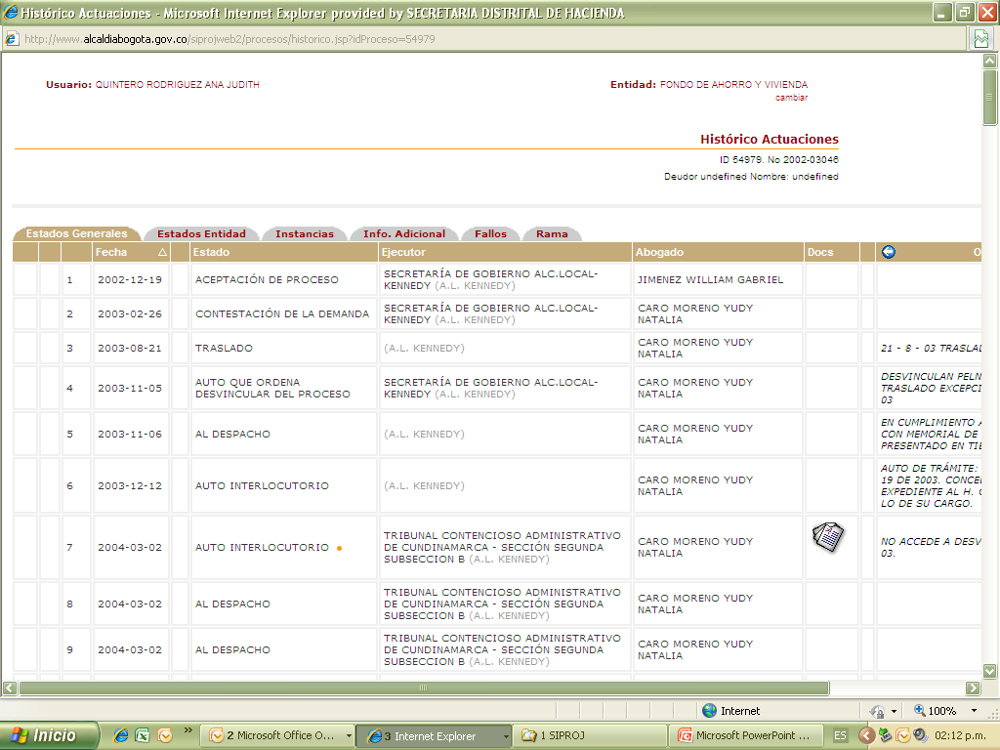 Histórico Actuaciones - Microsoft Internet Explorer provided by SECRETARIA DISTRITAL DE HACIENDA
http://www.alcaldiabogota.gov.co/siprojweb2/procesos/historico.jsp?idProceso=54979
Usuario: QUINTERO RODRIGUEZ ANA JUDITH
Entidad: FONDO DE AHORRO Y VIVIENDA
cambiar
Histórico Actuaciones
ID 54979. No 2002-03046
Deudor undefined Nombre: undefined
Estados Generales Estados Entidad Instancias Info. Adicional Fallos Rama
Fecha Estado Ejecutor Abogado Docs O
1 2002-12-19 ACEPTACIÓN DE PROCESO SECRETARÍA DE GOBIERNO ALC.LOCAL- JIMENEZ WILLIAM GABRIEL
KENNEDY (A.L. KENNEDY)
2 2003-02-26 CONTESTACIÓN DE LA DEMANDA SECRETARÍA DE GOBIERNO ALC.LOCAL- CARO MORENO YUDY
KENNEDY (A.L. KENNEDY) NATALIA
3 2003-08-21 TRASLADO (A.L. KENNEDY) CARO MORENO YUDY
NATALIA
21 - 8 - 03 TRASLAD
4 2003-11-05 AUTO QUE ORDENA
DESVINCULAR DEL PROCESO
SECRETARÍA DE GOBIERNO ALC.LOCAL-
KENNEDY (A.L. KENNEDY)
CARO MORENO YUDY
NATALIA
DESVINCULAN PELN
TRASLADO EXCEPCI
03
5 2003-11-06 AL DESPACHO (A.L. KENNEDY) CARO MORENO YUDY
NATALIA
EN CUMPLIMIENTO A
CON MEMORIAL DE
PRESENTADO EN TIE
6 2003-12-12 AUTO INTERLOCUTORIO (A.L. KENNEDY) CARO MORENO YUDY
NATALIA
AUTO DE TRÁMITE:
19 DE 2003. CONCE
EXPEDIENTE AL H. C
LO DE SU CARGO.
7 2004-03-02 AUTO INTERLOCUTORIO
TRIBUNAL CONTENCIOSO ADMINISTRATIVO
DE CUNDINAMARCA - SECCIÓN SEGUNDA
SUBSECCION B (A.L. KENNEDY)
CARO MORENO YUDY
NATALIA
NO ACCEDE A DESV
03.
8 2004-03-02 AL DESPACHO
TRIBUNAL CONTENCIOSO ADMINISTRATIVO
DE CUNDINAMARCA - SECCIÓN SEGUNDA
SUBSECCION B (A.L. KENNEDY)
CARO MORENO YUDY
NATALIA
9 2004-03-02 AL DESPACHO
TRIBUNAL CONTENCIOSO ADMINISTRATIVO
DE CUNDINAMARCA - SECCIÓN SEGUNDA
SUBSECCION B (A.L. KENNEDY)
CARO MORENO YUDY
NATALIA
Internet 100%
Inicio » 2 Microsoft Office O... 3 Internet Explorer 1 SIPROJ Microsoft PowerPoint ... ES 02:12 p.m.